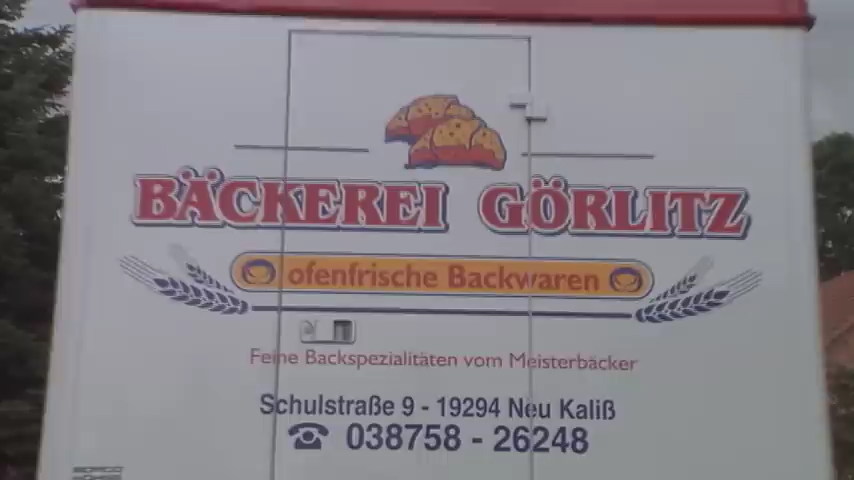 BÄCKEREI GÖRLITZ
ofenfrische Backwaren
Feine Backspezialitäten vom Meisterbäcker
Schulstraße 9 - 19294 Neu Kaliß
038758 - 26248